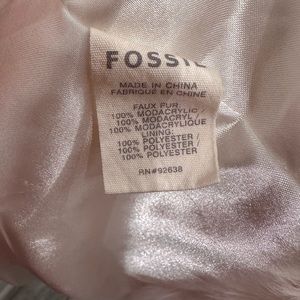 FOSSIL
MADE IN CHINA
FABRIQUÉ EN CHINE
FAUX FUR:
100% MODACRYLIC /
100% MODACRYL /
100% MODACRYLIQUE
LINING:
100% POLYESTER /
100% POLYESTER /
100% POLYESTER
RN#92638